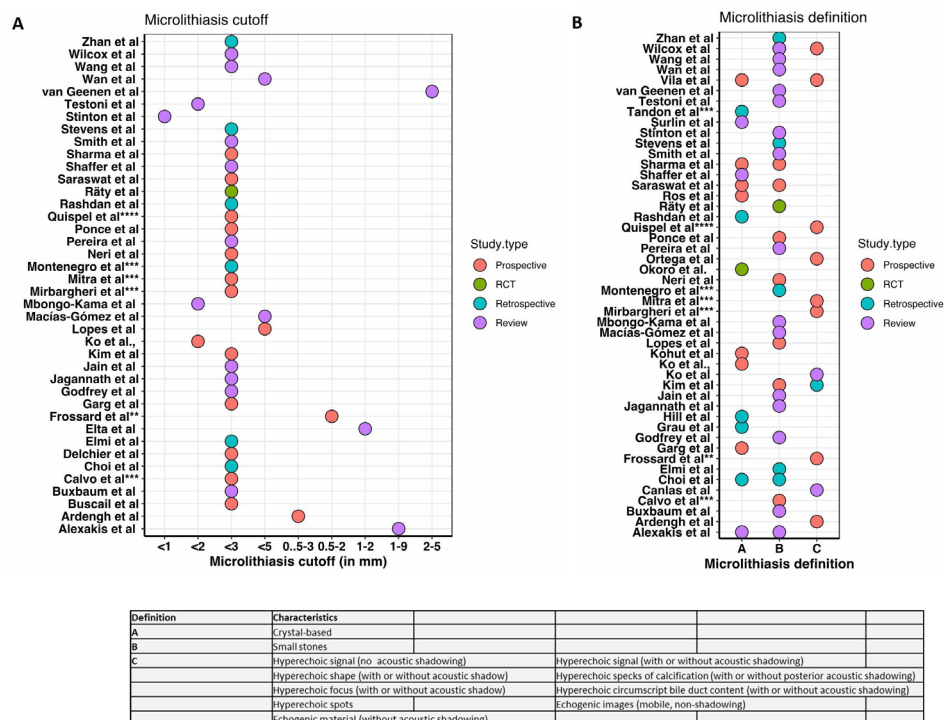 A
Microlithiasis cutoff
Zhan et al
Wilcox et al
Wang et al
Wan et al
van Geenen et al
Testoni et al
Stinton et al
Stevens et al
Smith et al
Sharma et al
Shaffer et al
Saraswat et al
Räty et al
Rashdan et al
Quispel et al****
Ponce et al
Pereira et al
Neri et al
Montenegro et al***
Mitra et al***
Mirbargheri et al***
Mbongo-Kama et al
Macías-Gómez et al
Lopes et al
Ko et al.,
Kim et al
Jain et al
Jagannath et al
Godfrey et al
Garg et al
Frossard et al**
Elta et al
Elmi et al
Delchier et al
Choi et al
Calvo et al***
Buxbaum et al
Buscail et al
Ardengh et al
Alexakis et al
<1 <2 <3 <5 0.5-3 0.5-2 1-2 1-9 2-5
Microlithiasis cutoff (in mm)
Study.type
Prospective
RCT
Retrospective
Review
B
Microlithiasis definition
Zhan et al
Wilcox et al
Wang et al
Wan et al
Vila et al
van Geenen et al
Testoni et al
Tandon et al***
Surlin et al
Stinton et al
Stevens et al
Smith et al
Sharma et al
Shaffer et al
Saraswat et al
Ros et al
Räty et al
Rashdan et al
Quispel et al****
Ponce et al
Pereira et al
Ortega et al
Okoro et al.
Neri et al
Montenegro et al***
Mitra et al***
Mirbargheri et al***
Mbongo-Kama et al
Macías-Gómez et al
Lopes et al
Kohut et al
Ko et al.,
Ko et al
Kim et al
Jain et al
Jagannath et al
Hill et al
Grau et al
Godfrey et al
Garg et al
Frossard et al**
Elmi et al
Choi et al
Canlas et al
Calvo et al***
Buxbaum et al
Ardengh et al
Alexakis et al
A B C
Microlithiasis definition
Study.type
Prospective
RCT
Retrospective
Review
Definition Characteristics
A Crystal-based
B Small stones
C Hyperechoic signal (no acoustic shadowing) Hyperechoic signal (with or without acoustic shadowing)
Hyperechoic shape (with or without acoustic shadow) Hyperechoic specks of calcification (with or without posterior acoustic shadowing)
Hyperechoic focus (with or without acoustic shadow) Hyperechoic circumscript bile duct content (with or without acoustic shadowing)
Hyperechoic spots Echogenic images (mobile, non-shadowing)
Echogenic material (without acoustic shadowing)